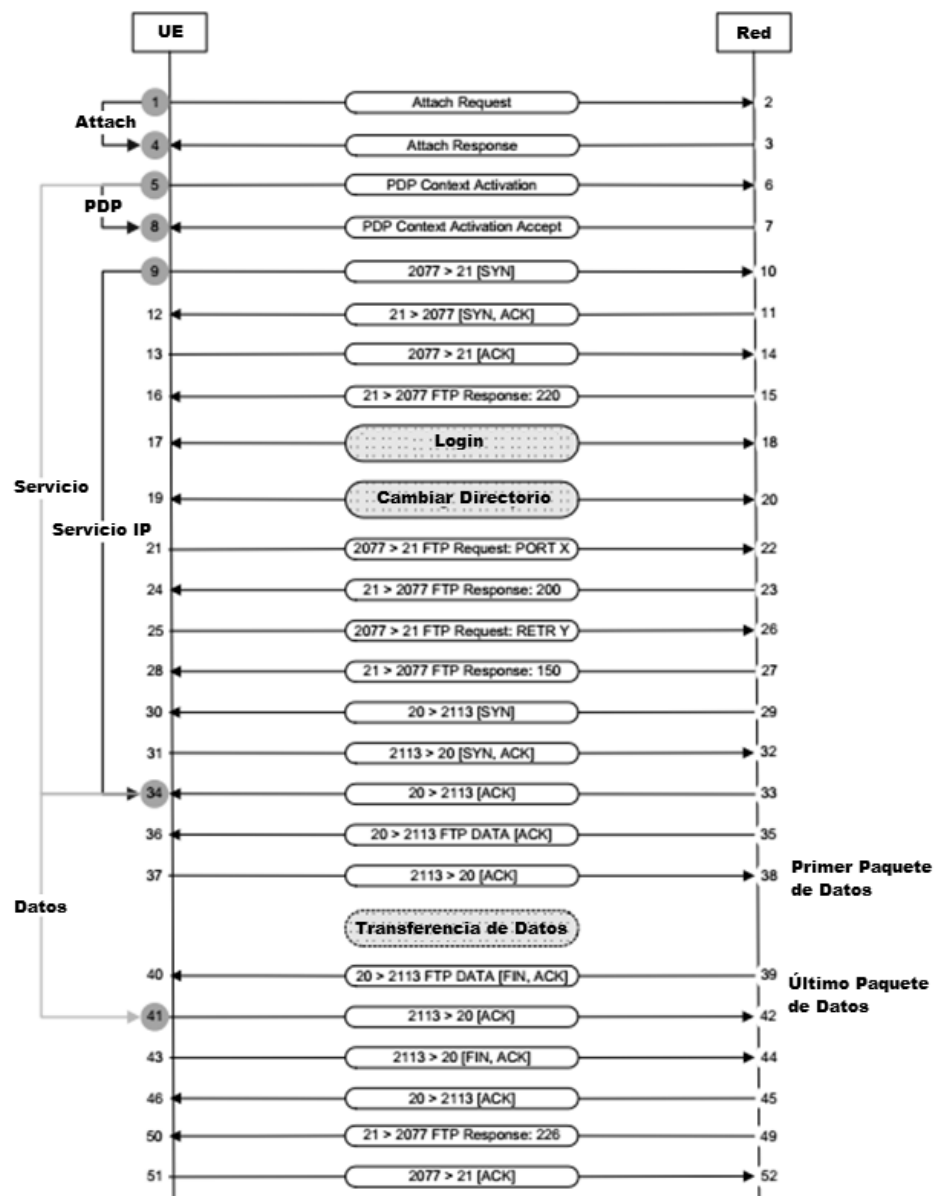 UE
Red
1 Attach Request 2
Attach
4 Attach Response 3
5 PDP Context Activation 6
PDP
8 PDP Context Activation Accept 7
9 2077 > 21 [SYN] 10
12 21 > 2077 [SYN, ACK] 11
13 2077 > 21 [ACK] 14
16 21 > 2077 FTP Response: 220 15
17 Login 18
Servicio
19 Cambiar Directorio 20
Servicio IP
21 2077 > 21 FTP Request: PORT X 22
24 21 > 2077 FTP Response: 200 23
25 2077 > 21 FTP Request: RETR Y 26
28 21 > 2077 FTP Response: 150 27
30 20 > 2113 [SYN] 29
31 2113 > 20 [SYN, ACK] 32
34 20 > 2113 [ACK] 33
36 20 > 2113 FTP DATA [ACK] 35
37 2113 > 20 [ACK] 38
Primer Paquete
de Datos
Datos
Transferencia de Datos
40 20 > 2113 FTP DATA [FIN, ACK] 39
Último Paquete
de Datos
41 2113 > 20 [ACK] 42
43 2113 > 20 [FIN, ACK] 44
46 20 > 2113 [ACK] 45
50 21 > 2077 FTP Response: 226 49
51 2077 > 21 [ACK] 52